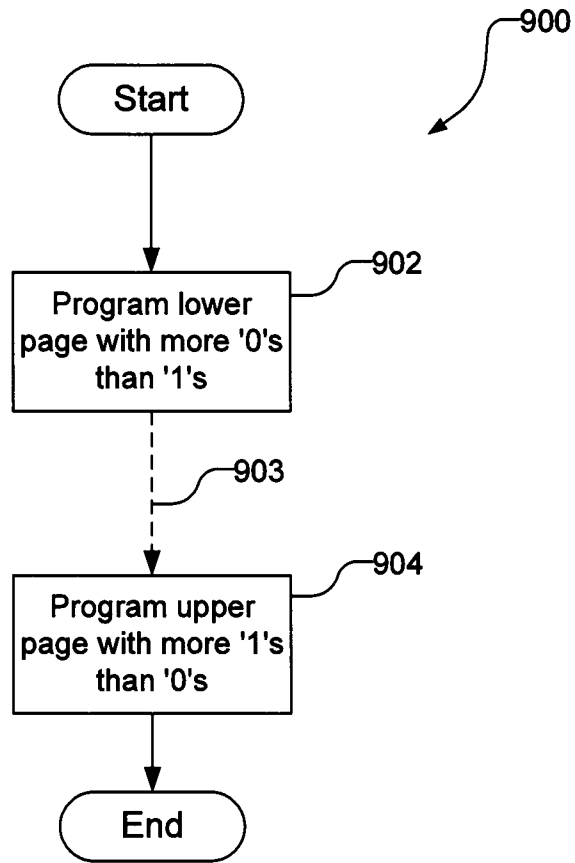 900
Start
902
Program lower
page with more '0's
than '1's
903
904
Program upper
page with more '1's
than '0's
End